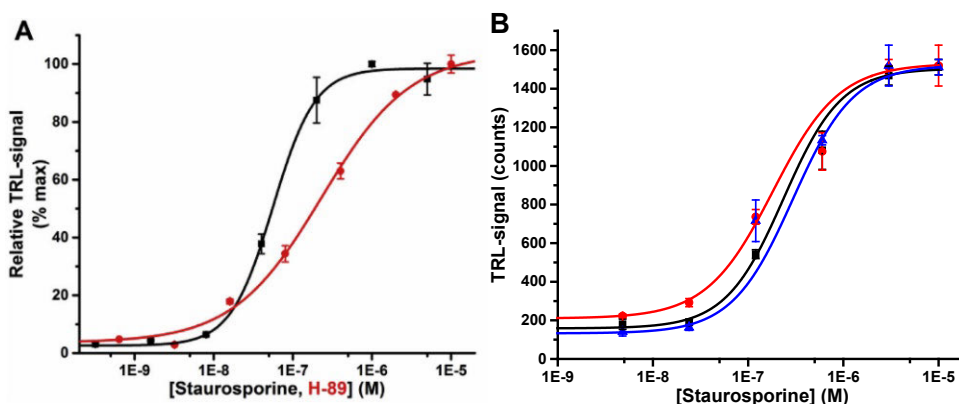 A
Relative TRL-signal
(% max)
100
80
60
40
20
0
1E-9 1E-8 1E-7 1E-6 1E-5
[Staurosporine, H-89] (M)
B
TRL-signal (counts)
1600
1400
1200
1000
800
600
400
200
0
1E-9 1E-8 1E-7 1E-6 1E-5
[Staurosporine] (M)